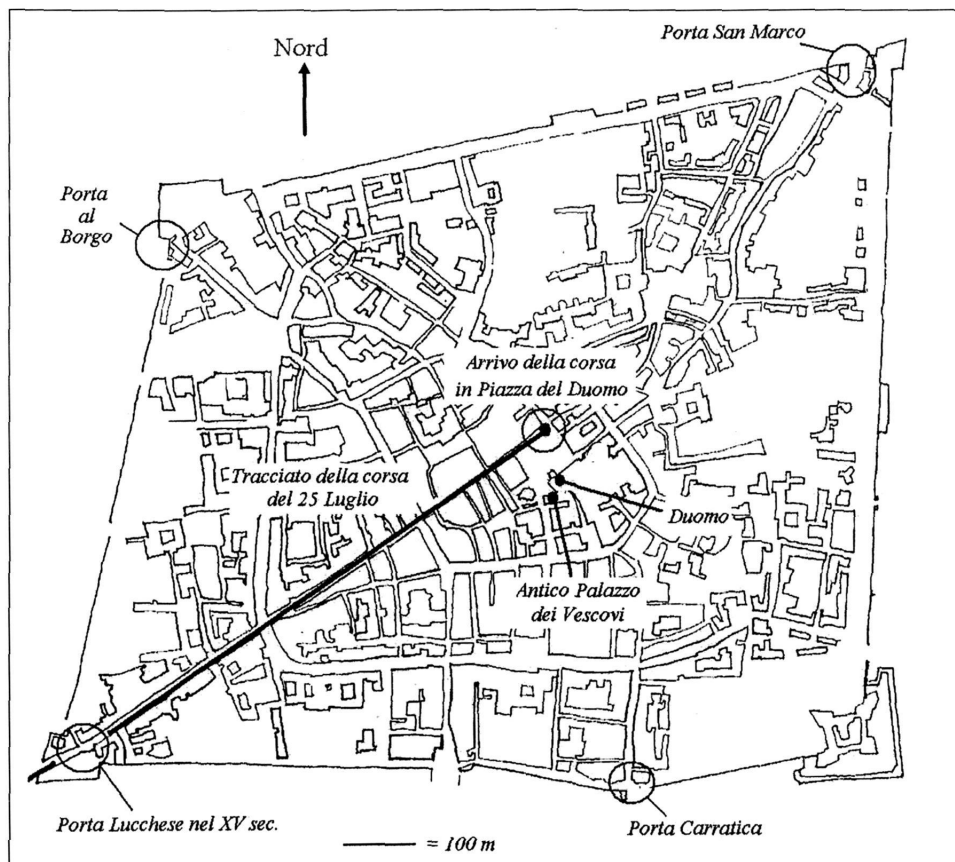 Porta San Marco
Nord
Porta
al
Borgo
Arrivo della corsa
in Piazza del Duomo
Tracciato della corsa
del 25 Luglio
Duomo
Antico Palazzo
dei Vescovi
Porta Lucchese nel XV sec.
= 100 m
Porta Carratica